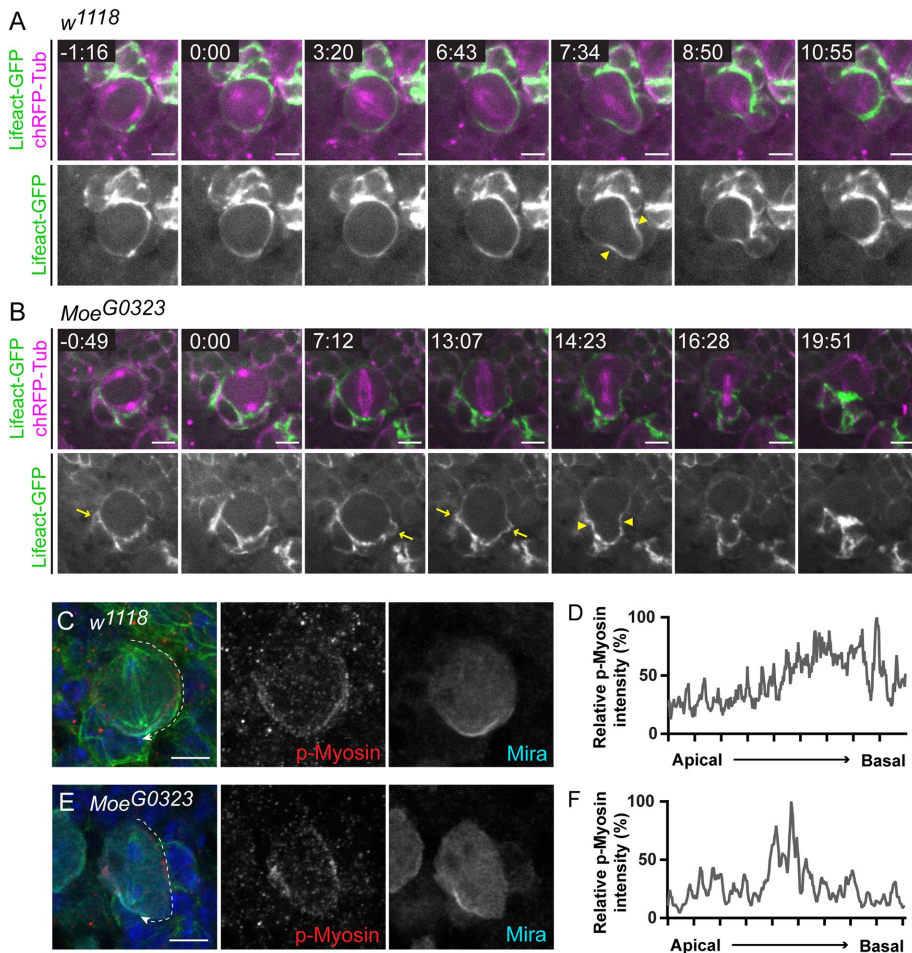 A w1118
Lifeact-GFP
chRFP-Tub
-1:16 0:00 3:20 6:43 7:34 8:50 10:55
Lifeact-GFP
B MoeG0323
Lifeact-GFP
chRFP-Tub
-0:49 0:00 7:12 13:07 14:23 16:28 19:51
Lifeact-GFP
C w1118
p-Myosin
Mira
D
Relative p-Myosin
intensity (%)
100
50
0
Apical
Basal
E MoeG0323
p-Myosin
Mira
F
Relative p-Myosin
intensity (%)
100
50
0
Apical
Basal